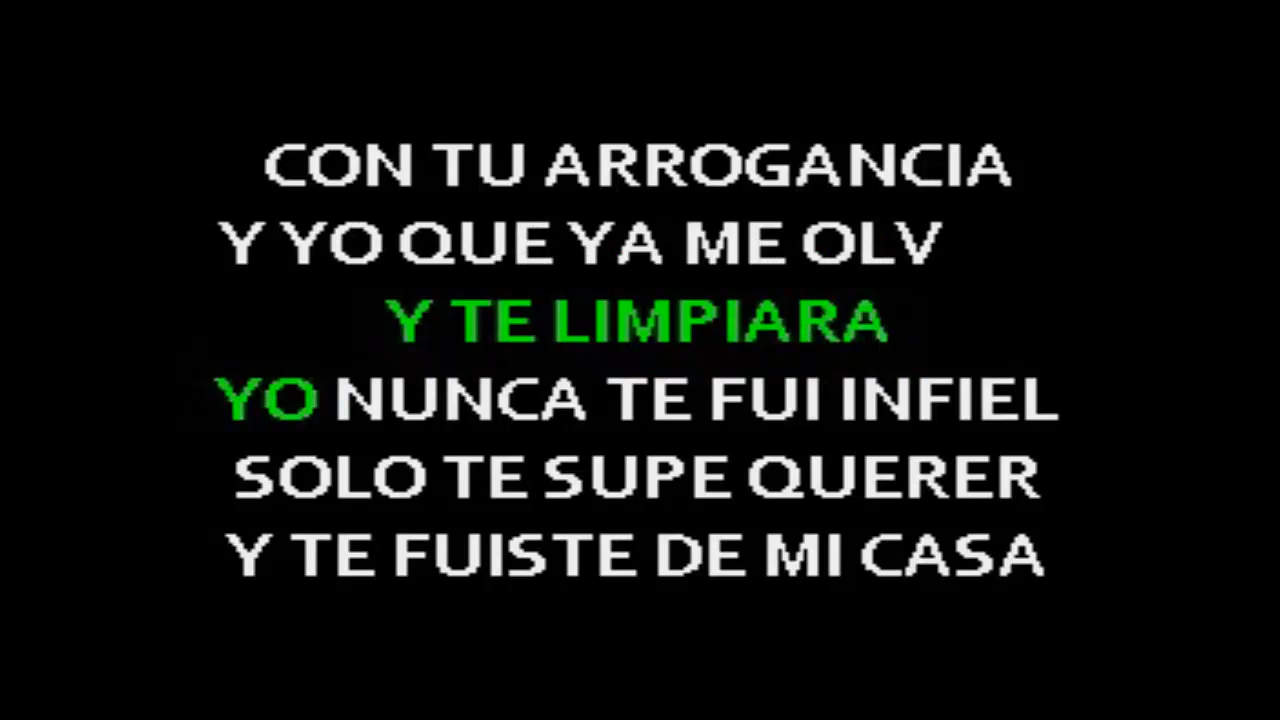 CON TU ARROGANCIA
Y YO QUE YA ME OLV
Y TE LIMPIARA
YO NUNCA TE FUI INFIEL
SOLO TE SUPE QUERER
Y TE FUISTE DE MI CASA